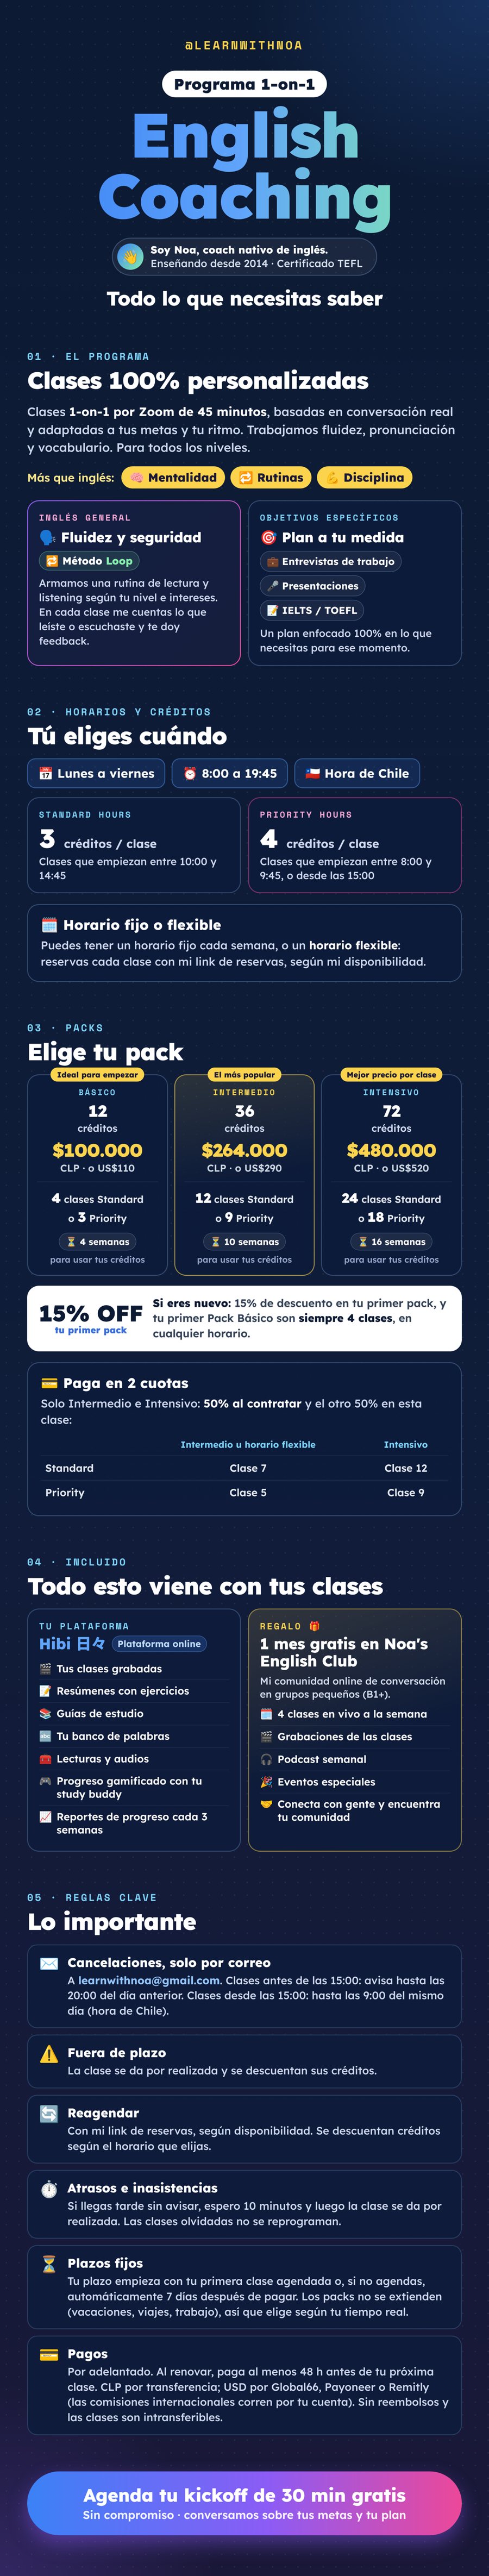 @LEARNWITHNOA
Programa 1-on-1
English
Coaching
👋 Soy Noa, coach nativo de inglés.
Enseñando desde 2014 · Certificado TEFL
Todo lo que necesitas saber
01 · EL PROGRAMA
Clases 100% personalizadas
Clases 1-on-1 por Zoom de 45 minutos, basadas en conversación real
y adaptadas a tus metas y tu ritmo. Trabajamos fluidez, pronunciación
y vocabulario. Para todos los niveles.
Más que inglés: 🧠 Mentalidad 🔁 Rutinas 💪 Disciplina
INGLÉS GENERAL
🗣️ Fluidez y seguridad
🔁 Método Loop
Armamos una rutina de lectura y
listening según tu nivel e intereses.
En cada clase me cuentas lo que
leíste o escuchaste y te doy
feedback.
OBJETIVOS ESPECÍFICOS
🎯 Plan a tu medida
💼 Entrevistas de trabajo
🎤 Presentaciones
📝 IELTS / TOEFL
Un plan enfocado 100% en lo que
necesitas para ese momento.
02 · HORARIOS Y CRÉDITOS
Tú eliges cuándo
📅 Lunes a viernes
⏰ 8:00 a 19:45
🇨🇱 Hora de Chile
STANDARD HOURS
3 créditos / clase
Clases que empiezan entre 10:00 y
14:45
PRIORITY HOURS
4 créditos / clase
Clases que empiezan entre 8:00 y
9:45, o desde las 15:00
🗓️ Horario fijo o flexible
Puedes tener un horario fijo cada semana, o un horario flexible:
reservas cada clase con mi link de reservas, según mi disponibilidad.
03 · PACKS
Elige tu pack
Ideal para empezar
BÁSICO
12
créditos
$100.000
CLP · o US$110
4 clases Standard
o 3 Priority
⏳ 4 semanas
para usar tus créditos
El más popular
INTERMEDIO
36
créditos
$264.000
CLP · o US$290
12 clases Standard
o 9 Priority
⏳ 10 semanas
para usar tus créditos
Mejor precio por clase
INTENSIVO
72
créditos
$480.000
CLP · o US$520
24 clases Standard
o 18 Priority
⏳ 16 semanas
para usar tus créditos
15% OFF
tu primer pack
Si eres nuevo: 15% de descuento en tu primer pack, y
tu primer Pack Básico son siempre 4 clases, en
cualquier horario.
💳 Paga en 2 cuotas
Solo Intermedio e Intensivo: 50% al contratar y el otro 50% en esta
clase:
Intermedio u horario flexible Intensivo
Standard Clase 7 Clase 12
Priority Clase 5 Clase 9
04 · INCLUIDO
Todo esto viene con tus clases
TU PLATAFORMA
Hibi 日々 Plataforma online
🎬 Tus clases grabadas
📝 Resúmenes con ejercicios
📚 Guías de estudio
🔤 Tu banco de palabras
🧰 Lecturas y audios
🎮 Progreso gamificado con tu
study buddy
📈 Reportes de progreso cada 3
semanas
REGALO 🎁
1 mes gratis en Noa's
English Club
Mi comunidad online de conversación
en grupos pequeños (B1+).
🗓️ 4 clases en vivo a la semana
🎬 Grabaciones de las clases
🎧 Podcast semanal
🎉 Eventos especiales
🤝 Conecta con gente y encuentra
tu comunidad
05 · REGLAS CLAVE
Lo importante
✉️ Cancelaciones, solo por correo
A learnwithnoa@gmail.com. Clases antes de las 15:00: avisa hasta las
20:00 del día anterior. Clases desde las 15:00: hasta las 9:00 del mismo
día (hora de Chile).
⚠️ Fuera de plazo
La clase se da por realizada y se descuentan sus créditos.
🔄 Reagendar
Con mi link de reservas, según disponibilidad. Se descuentan créditos
según el horario que elijas.
⏱️ Atrasos e inasistencias
Si llegas tarde sin avisar, espero 10 minutos y luego la clase se da por
realizada. Las clases olvidadas no se reprograman.
⏳ Plazos fijos
Tu plazo empieza con tu primera clase agendada o, si no agendas,
automáticamente 7 días después de pagar. Los packs no se extienden
(vacaciones, viajes, trabajo), así que elige según tu tiempo real.
💳 Pagos
Por adelantado. Al renovar, paga al menos 48 h antes de tu próxima
clase. CLP por transferencia; USD por Global66, Payoneer o Remitly
(las comisiones internacionales corren por tu cuenta). Sin reembolsos y
las clases son intransferibles.
Agenda tu kickoff de 30 min gratis
Sin compromiso · conversamos sobre tus metas y tu plan